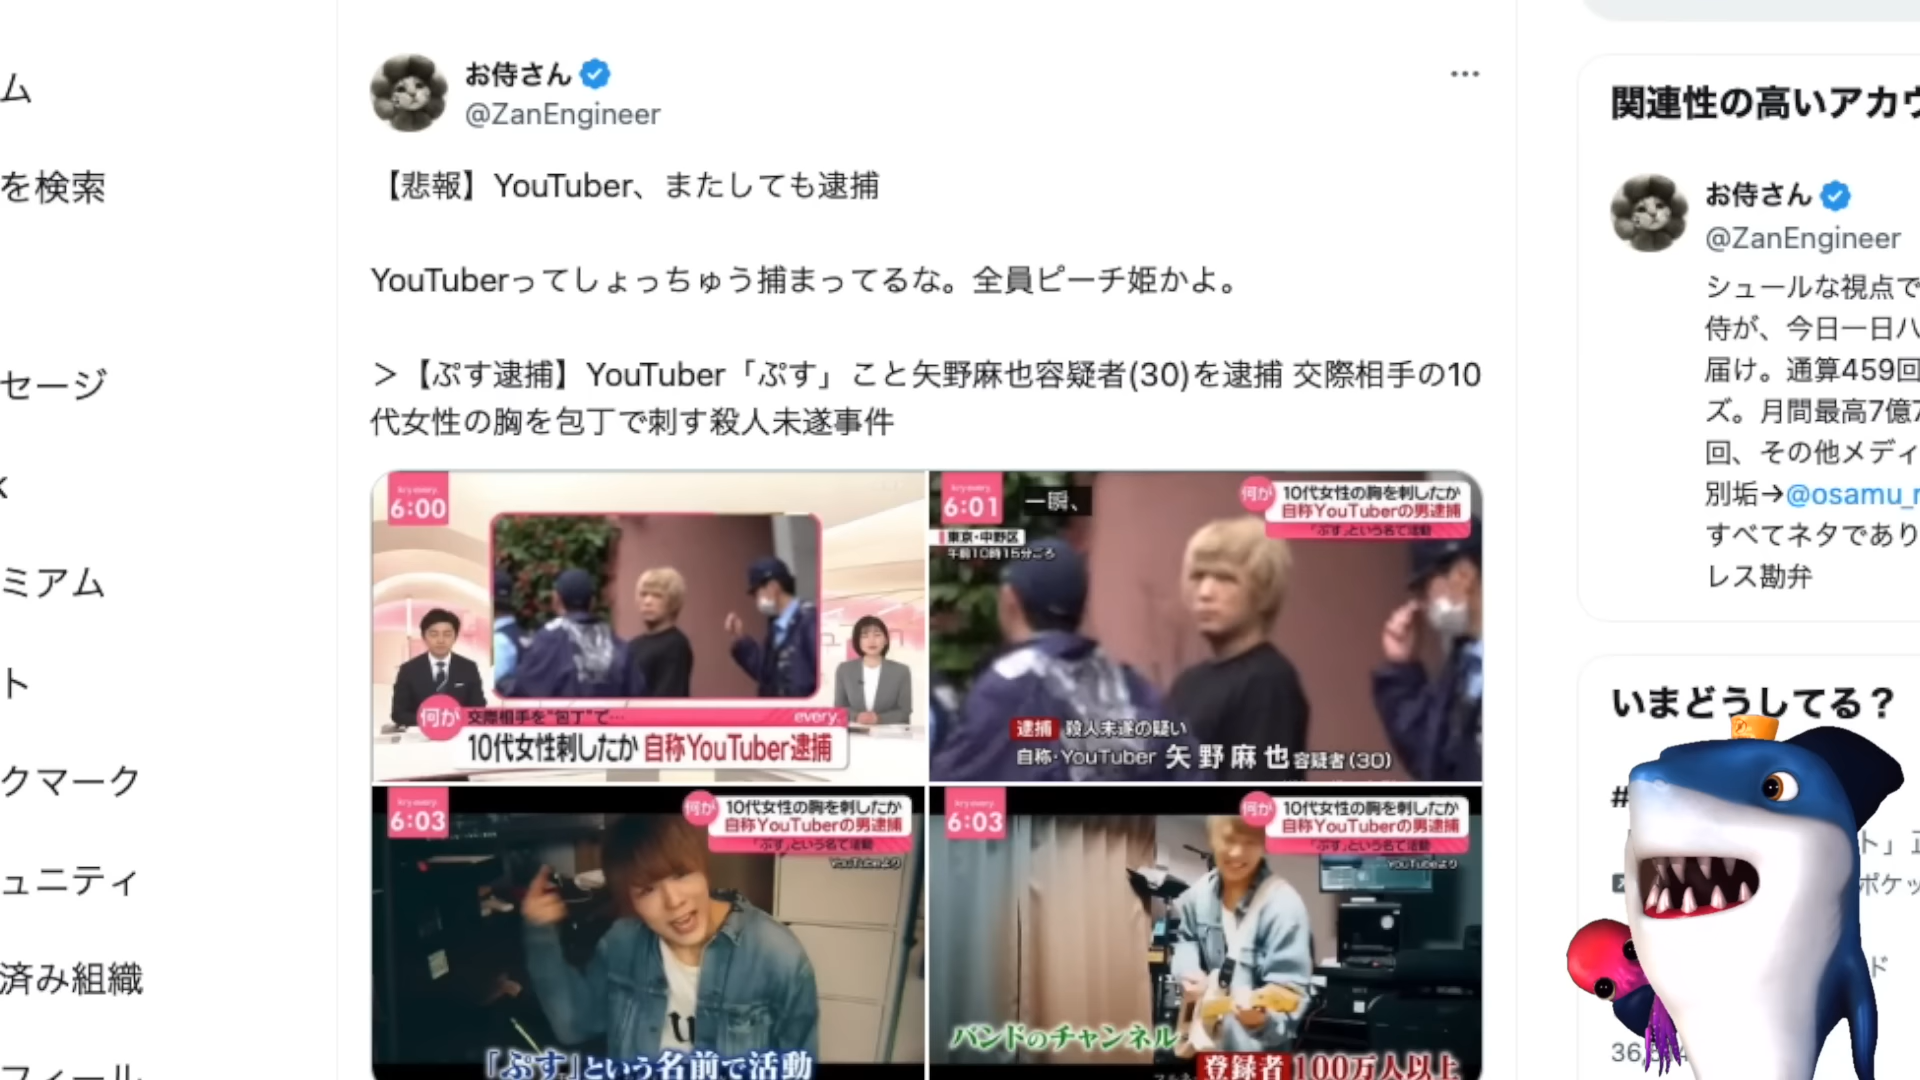 ム
を検索
セージ
ミアム
ト
クマーク
ュニティ
済み組織
フィール
お侍さん
@ZanEngineer
【悲報】YouTuber、またしても逮捕
YouTuberってしょっちゅう捕まってるな。全員ピーチ姫かよ。
＞【ぷす逮捕】YouTuber「ぷす」こと矢野麻也容疑者(30)を逮捕 交際相手の10
代女性の胸を包丁で刺す殺人未遂事件
kry every.
6:00
何が
交際相手を"包丁"で…
every.
10代女性刺したか 自称YouTuber逮捕
kry every.
6:01
一瞬、
東京・中野区
午前10時15分ごろ
何が
10代女性の胸を刺したか
自称YouTuberの男逮捕
「ぷす」という名で活動
逮捕 殺人未遂の疑い
自称・YouTuber 矢野麻也容疑者(30)
kry every.
6:03
何が
10代女性の胸を刺したか
自称YouTuberの男逮捕
「ぷす」という名で活動
YouTubeより
「ぷす」という名前で活動
kry every.
6:03
何が
10代女性の胸を刺したか
自称YouTuberの男逮捕
「ぷす」という名で活動
YouTubeより
バンドのチャンネル
登録者100万人以上
関連性の高いアカウ
お侍さん
@ZanEngineer
シュールな視点で
侍が、今日一日ハ
届け。通算459回
ズ。月間最高7億7
回、その他メディ
別垢→@osamu_r
すべてネタであり
レス勘弁
いまどうしてる？
#
ト」正
ポケッ
ド